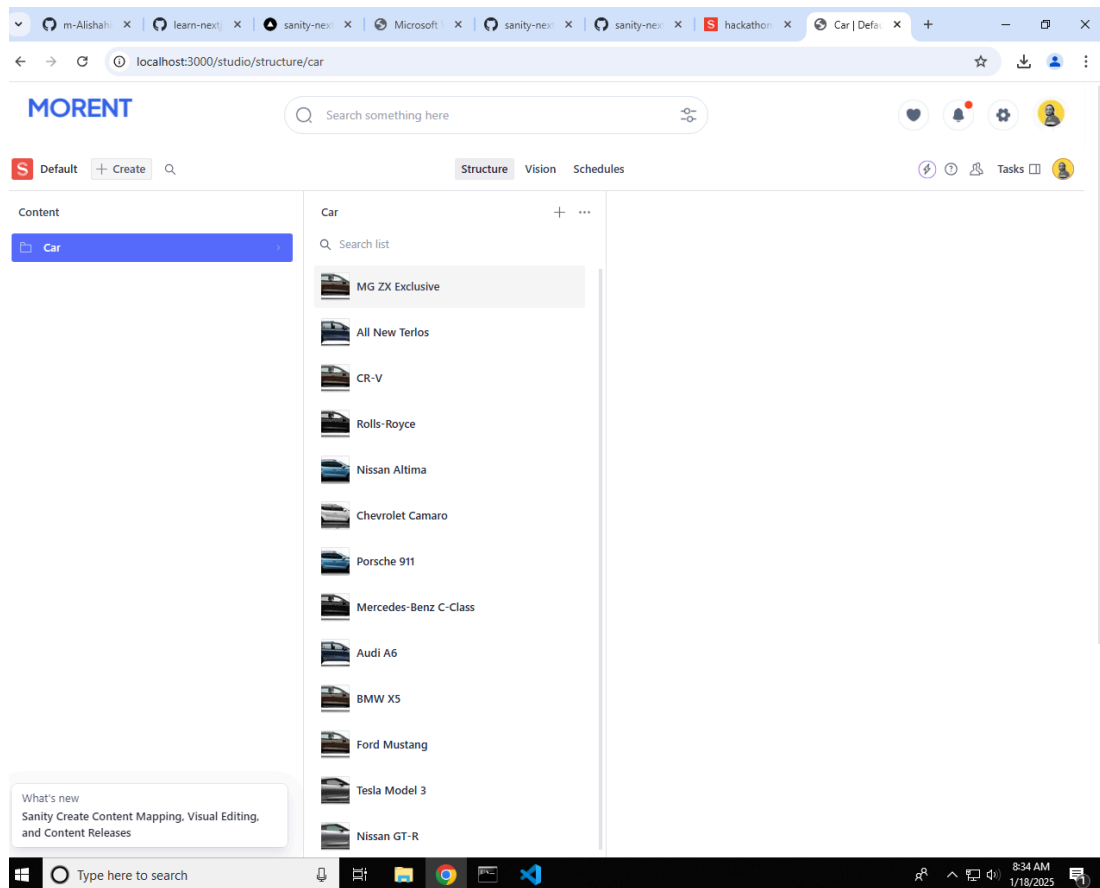 m-Alishah
learn-nextj
sanity-next
Microsoft
sanity-next
sanity-nex
S hackathon
Car | Defau
localhost:3000/studio/structure/car
MORENT
Search something here
S Default
Create
Structure
Vision
Schedules
Tasks
Content
Car
Car
Search list
MG ZX Exclusive
All New Terlos
CR-V
Rolls-Royce
Nissan Altima
Chevrolet Camaro
Porsche 911
Mercedes-Benz C-Class
Audi A6
BMW X5
Ford Mustang
Tesla Model 3
Nissan GT-R
What's new
Sanity Create Content Mapping, Visual Editing,
and Content Releases
Type here to search
8:34 AM
1/18/2025
1